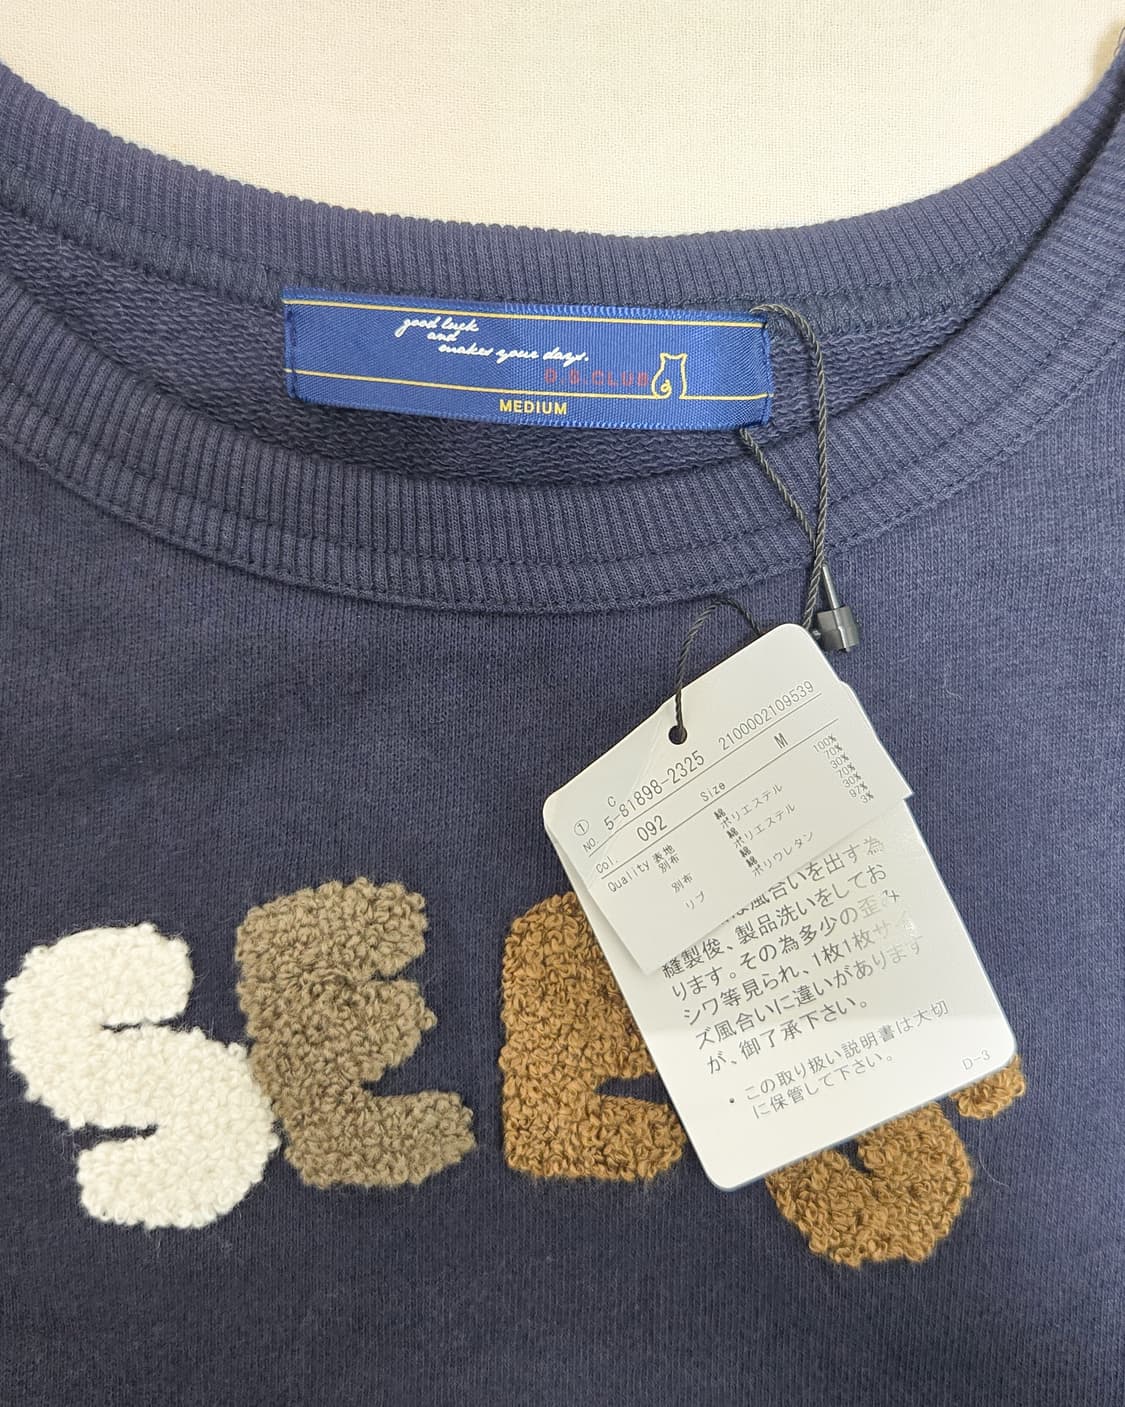 good luck
and
makes your days.
B.B.CLUB
MEDIUM
① C
NO. 5-81898-2325 2100002109539
Col. 092 Size M
Quality 表地 綿 100%
別布 ポリエステル 70%
綿 30%
別布 ポリエステル 70%
綿 30%
リブ 綿 97%
ポリウレタン 3%
風合いを出す為
縫製後、製品洗いをしてお
ります。その為多少の歪み
シワ等見られ、1枚1枚サイ
ズ風合いに違いがあります
が、御了承下さい。
・この取り扱い説明書は大切
に保管して下さい。
D-3
SEE